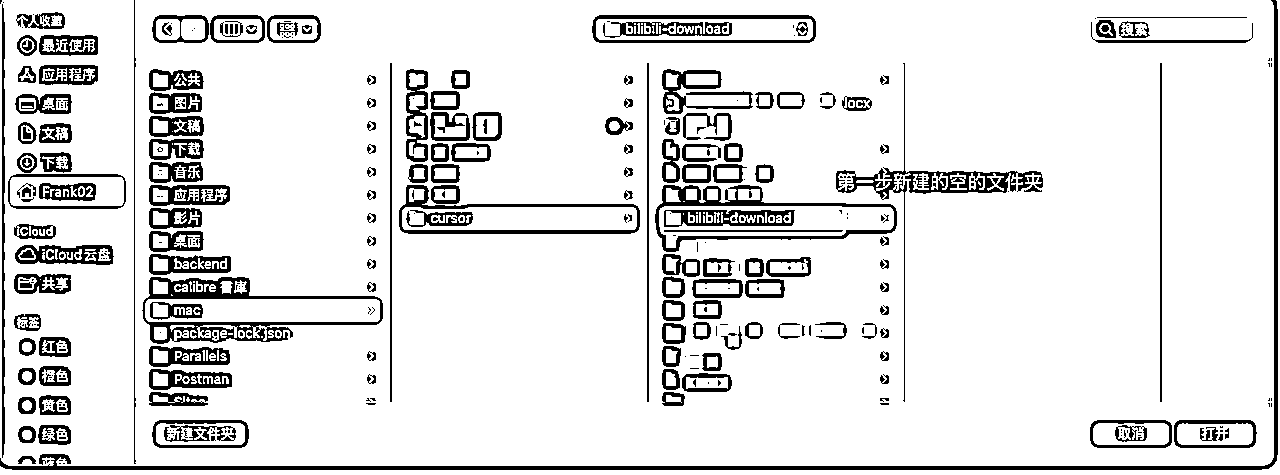 个人收藏
最近使用
应用程序
桌面
文稿
下载
Frank02
iCloud
iCloud云盘
共享
标签
红色
橙色
黄色
绿色
蓝色
bilibili-download
搜索
公共
图片
文稿
下载
音乐
应用程序
影片
桌面
backend
calibre 書庫
mac
package-lock.json
Parallels
Postman
cursor
bilibili-download
第一步新建的空的文件夹
新建文件夹
取消
打开